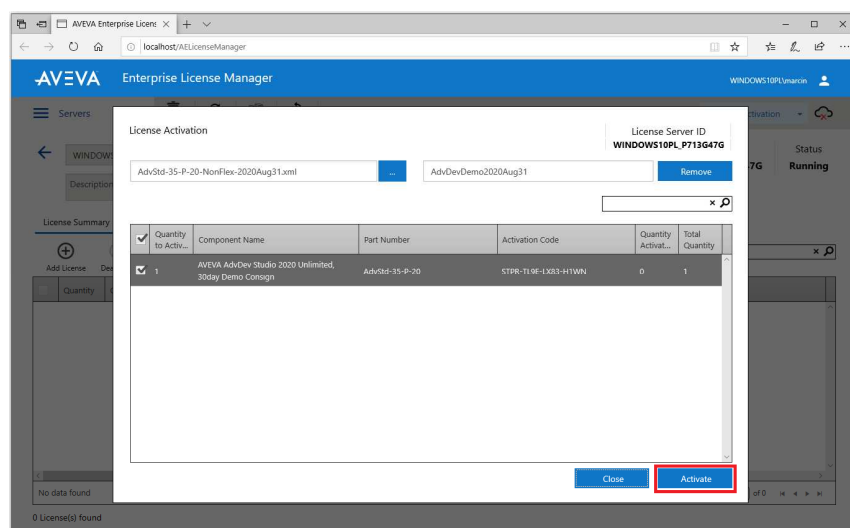 AVEVA Enterprise Licens
localhost/AELicenseManager
AVEVA Enterprise License Manager
WINDOWS10PL\marcin
Servers
License Activation
License Server ID
WINDOWS10PL_P713G47G
AdvStd-35-P-20-NonFlex-2020Aug31.xml
...
AdvDevDemo2020Aug31
Remove
Status
Running
Description
License Summary
Add License
Quantity
Quantity to Activ...
Component Name
Part Number
Activation Code
Quantity Activat...
Total Quantity
1
AVEVA AdvDev Studio 2020 Unlimited,
30day Demo Consign
AdvStd-35-P-20
STPR-TL9E-LX83-H1WN
0
1
Close
Activate
No data found
of 0
0 License(s) found